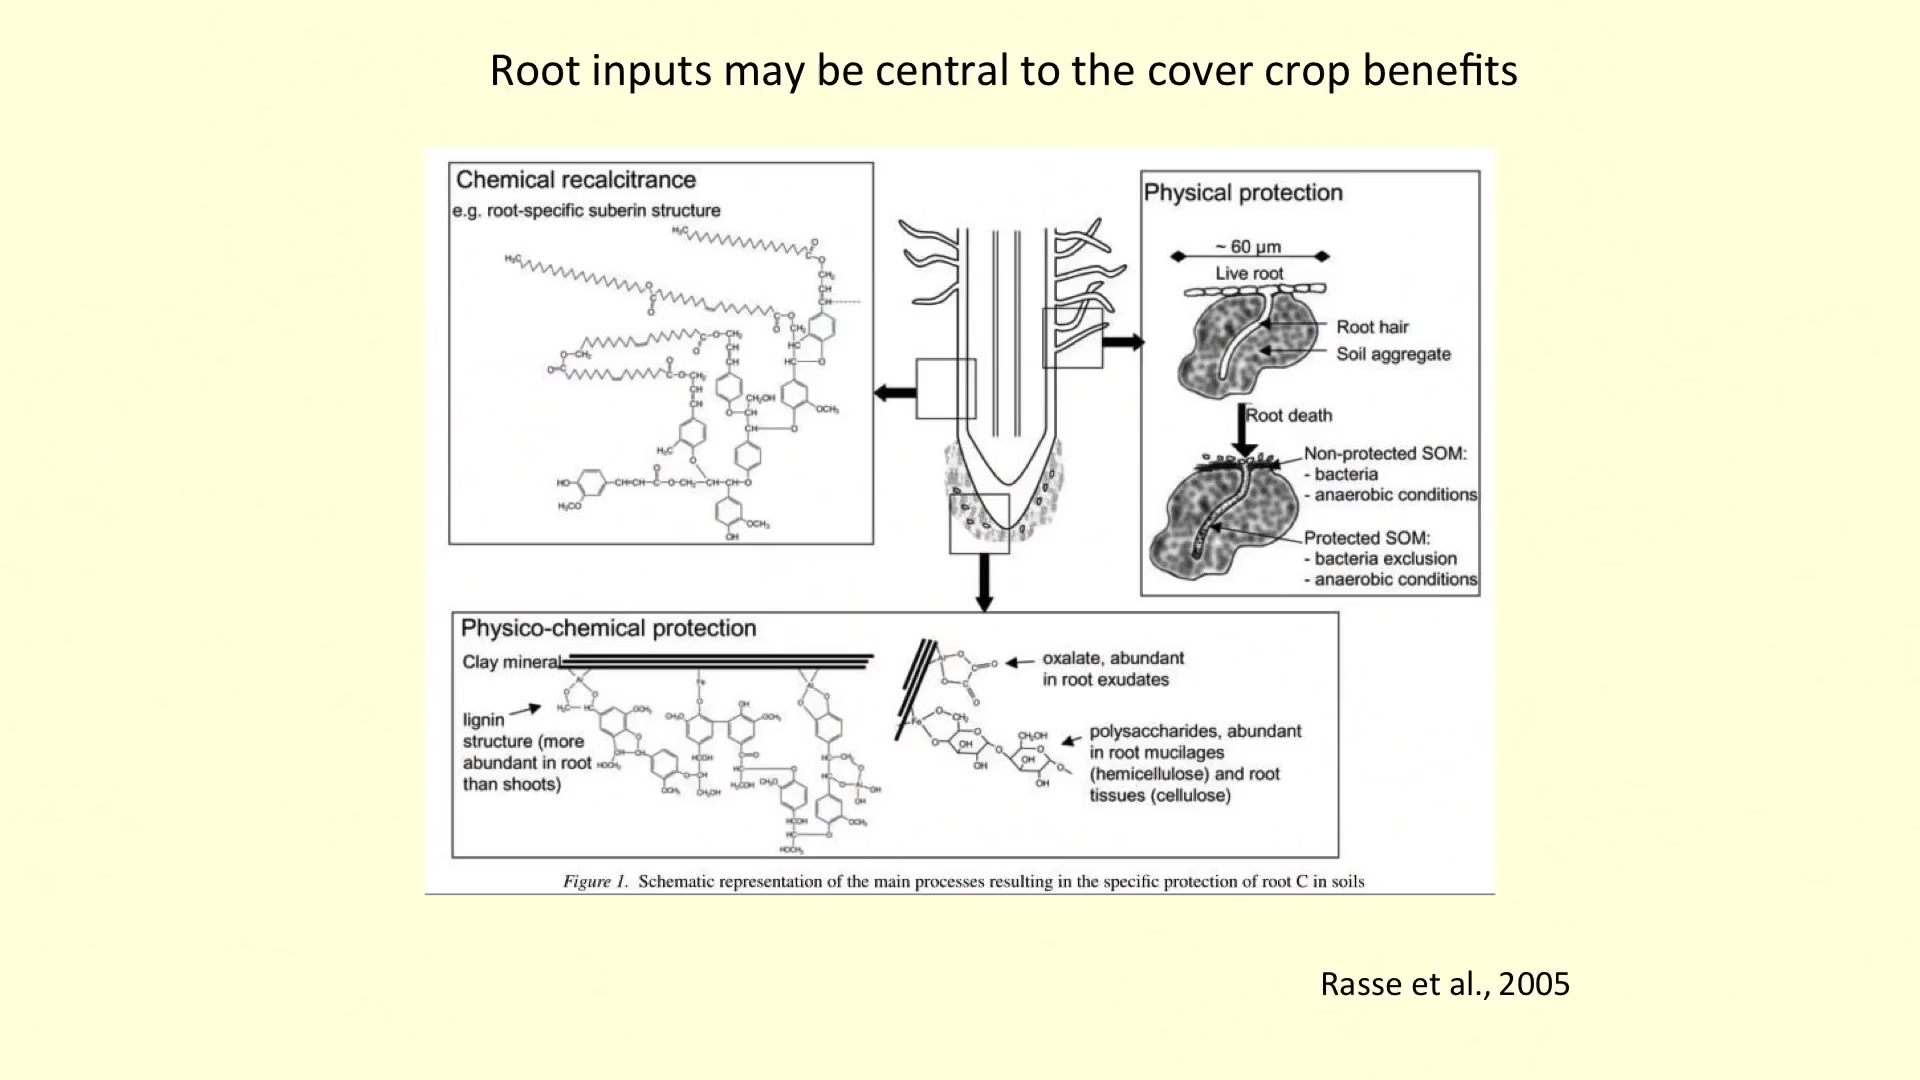 Root inputs may be central to the cover crop benefits
Chemical recalcitrance
e.g. root-specific suberin structure
Physical protection
~ 60 µm
Live root
Root hair
Soil aggregate
Root death
Non-protected SOM:
- bacteria
- anaerobic conditions
Protected SOM:
- bacteria exclusion
- anaerobic conditions
Physico-chemical protection
Clay mineral
lignin
structure (more
abundant in root
than shoots)
oxalate, abundant
in root exudates
polysaccharides, abundant
in root mucilages
(hemicellulose) and root
tissues (cellulose)
Figure 1. Schematic representation of the main processes resulting in the specific protection of root C in soils
Rasse et al., 2005